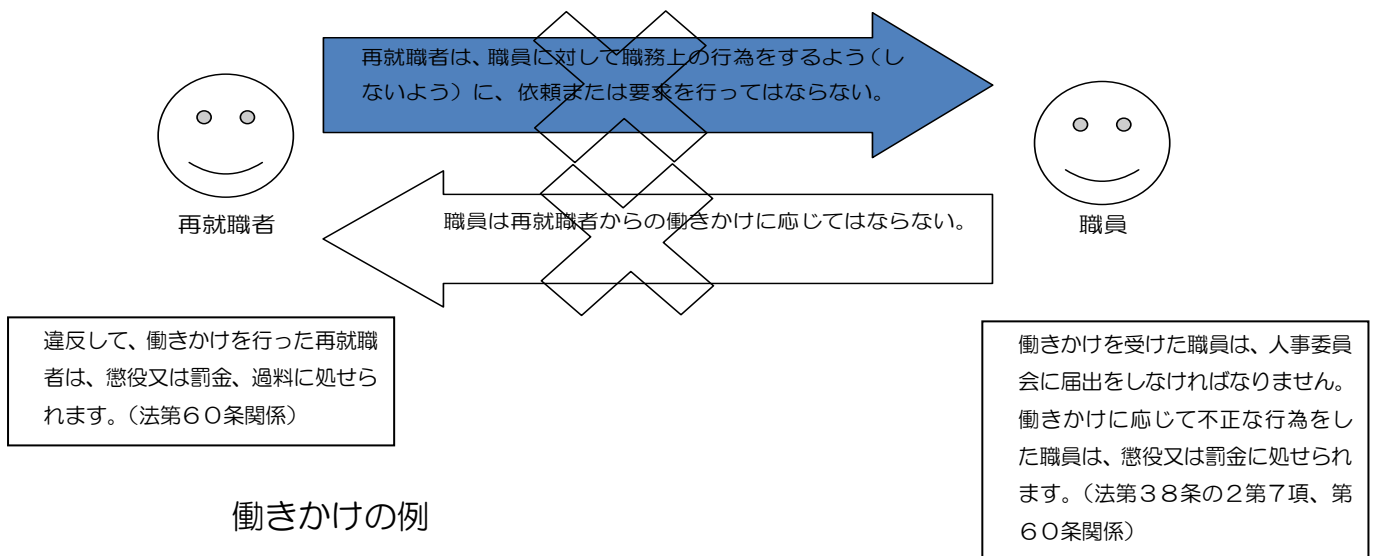 再就職者は、職員に対して職務上の行為をするよう（し
ないよう）に、依頼または要求を行ってはならない。
再就職者
職員は再就職者からの働きかけに応じてはならない。
職員
違反して、働きかけを行った再就職
者は、懲役又は罰金、過料に処せら
れます。（法第６０条関係）
働きかけを受けた職員は、人事委員
会に届出をしなければなりません。
働きかけに応じて不正な行為をし
た職員は、懲役又は罰金に処せられ
ます。（法第３８条の２第７項、第
６０条関係）
働きかけの例